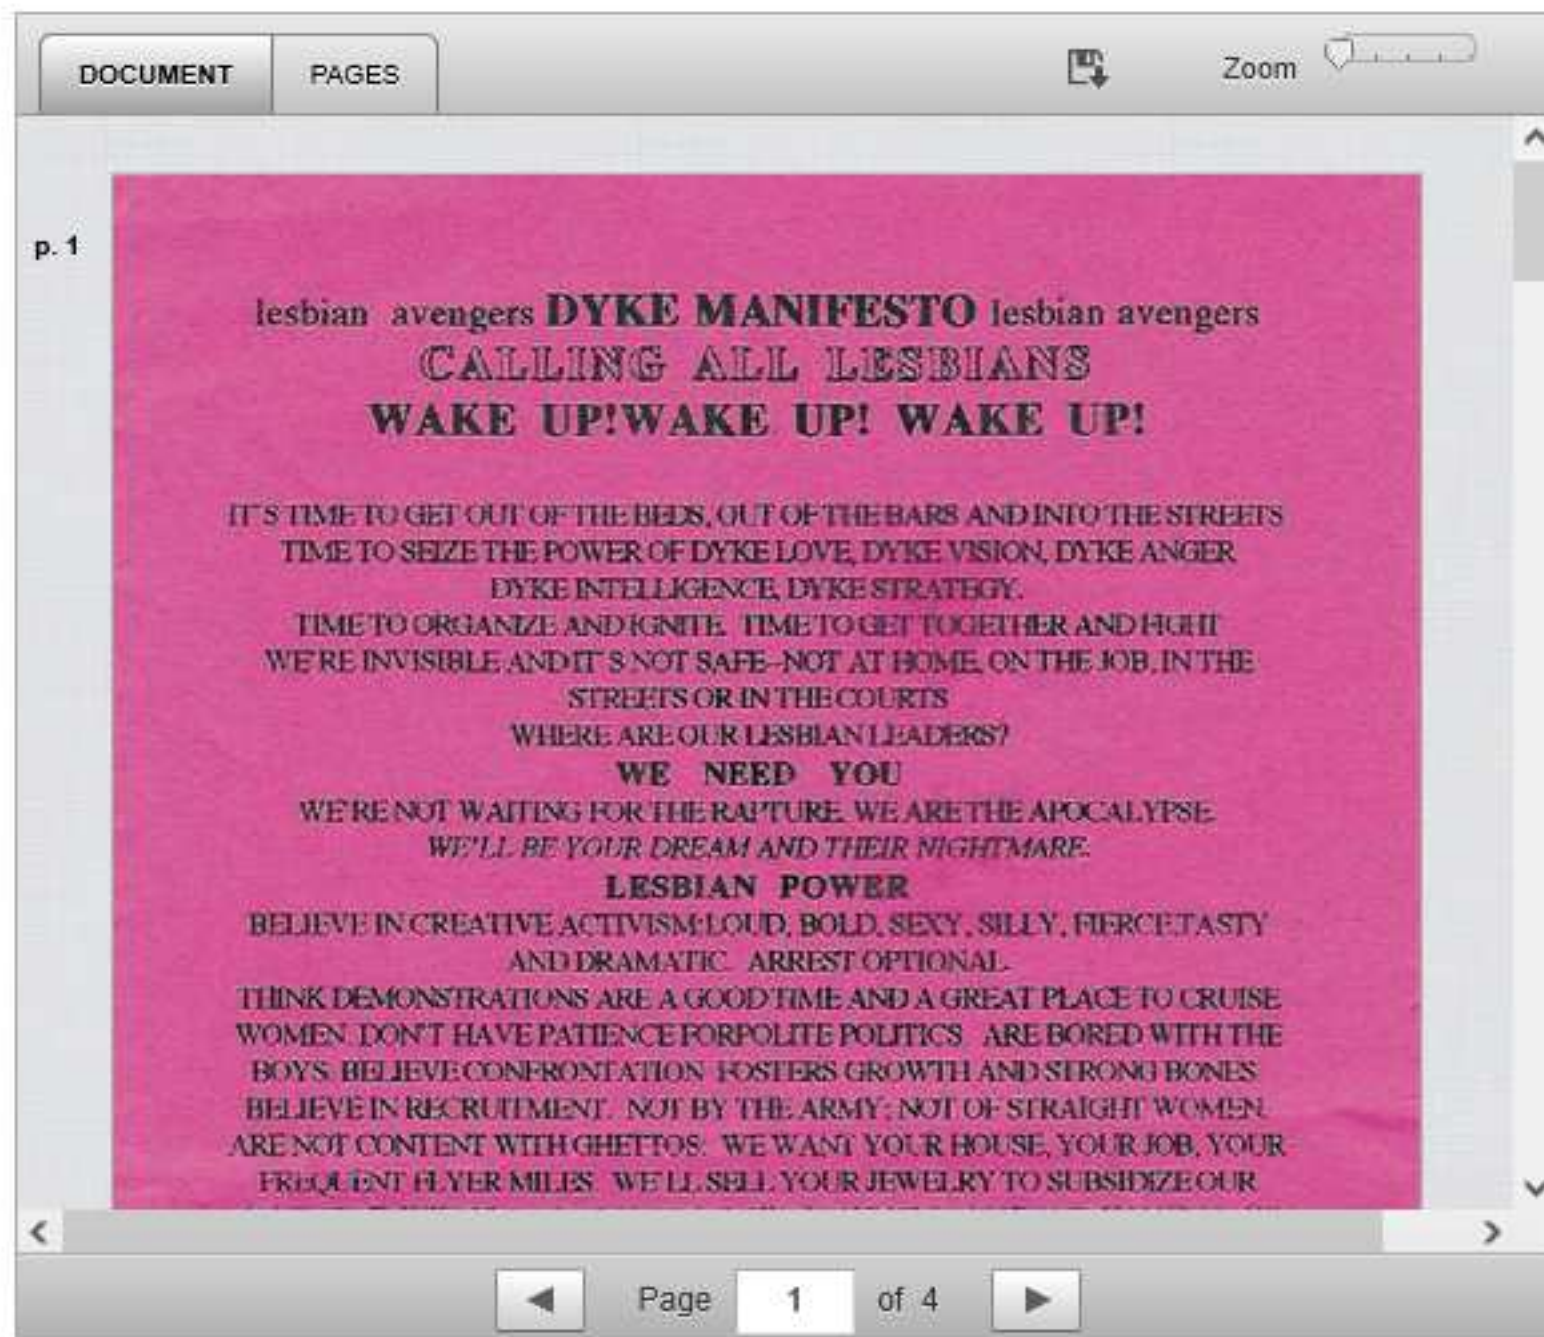 DOCUMENT
PAGES
Zoom
p. 1
lesbian avengers DYKE MANIFESTO lesbian avengers
CALLING ALL LESBIANS
WAKE UP!WAKE UP! WAKE UP!
IT'S TIME TO GET OUT OF THE BEDS, OUT OF THE BARS AND INTO THE STREETS
TIME TO SEIZE THE POWER OF DYKE LOVE, DYKE VISION, DYKE ANGER
DYKE INTELLIGENCE, DYKE STRATEGY.
TIME TO ORGANIZE AND IGNITE. TIME TO GET TOGETHER AND FIGHT
WE'RE INVISIBLE AND IT'S NOT SAFE--NOT AT HOME, ON THE JOB, IN THE
STREETS OR IN THE COURTS
WHERE ARE OUR LESBIAN LEADERS?
WE NEED YOU
WE'RE NOT WAITING FOR THE RAPTURE. WE ARE THE APOCALYPSE.
WE'LL BE YOUR DREAM AND THEIR NIGHTMARE.
LESBIAN POWER
BELIEVE IN CREATIVE ACTIVISM: LOUD, BOLD, SEXY, SILLY, FIERCE, TASTY
AND DRAMATIC. ARREST OPTIONAL.
THINK DEMONSTRATIONS ARE A GOOD TIME AND A GREAT PLACE TO CRUISE
WOMEN. DON'T HAVE PATIENCE FOR POLITE POLITICS. ARE BORED WITH THE
BOYS. BELIEVE CONFRONTATION FOSTERS GROWTH AND STRONG BONES.
BELIEVE IN RECRUITMENT. NOT BY THE ARMY; NOT OF STRAIGHT WOMEN.
ARE NOT CONTENT WITH GHETTOS: WE WANT YOUR HOUSE, YOUR JOB, YOUR
FREQUENT FLYER MILES. WE'LL SELL YOUR JEWELRY TO SUBSIDIZE OUR
Page 1 of 4